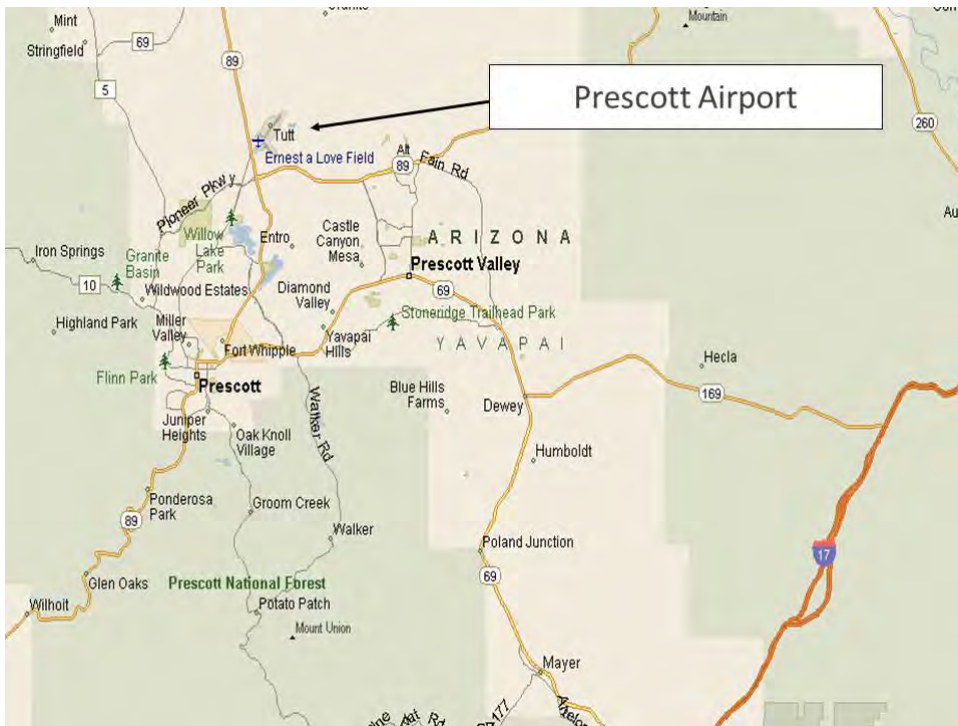 Mint
Stringfield
69
89
5
Mountain
260
Prescott Airport
Tutt
Ernest a Love Field
Alt
89
Fain Rd
Pioneer Pkwy
Willow
Lake
Park
Entro
Castle
Canyon
Mesa
ARIZONA
Iron Springs
Granite
Basin
10
Wildwood Estates
Diamond
Valley
Prescott Valley
69
Stoneridge Trailhead Park
Highland Park
Miller
Valley
Fort Whipple
Yavapai
Hills
YAVAPAI
Hecla
Flinn Park
Prescott
Blue Hills
Farms
Dewey
169
Juniper
Heights
Oak Knoll
Village
Walker Rd
Humboldt
Ponderosa
Park
Groom Creek
89
Walker
Poland Junction
17
Glen Oaks
Prescott National Forest
69
Wilhoit
Potato Patch
Mount Union
Mayer